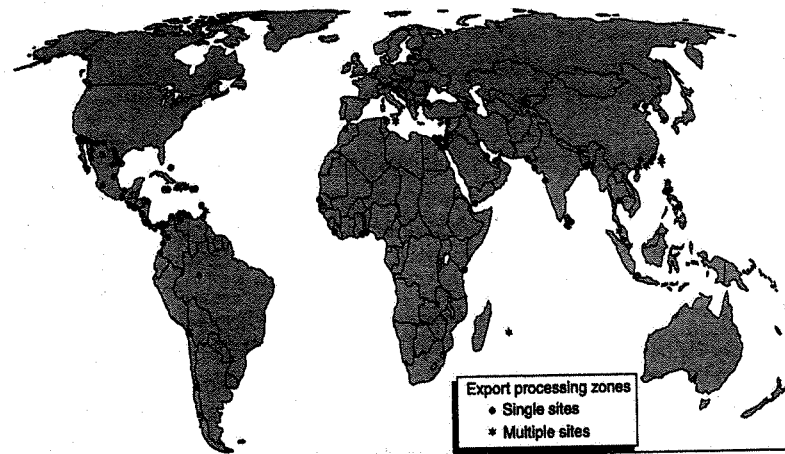 Export processing zones
• Single sites
* Multiple sites